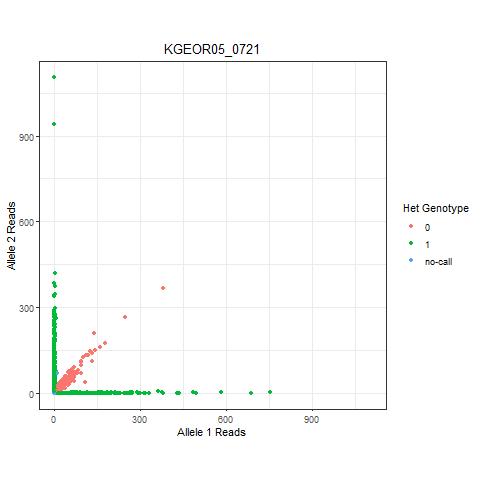 KGEOR05_0721
Allele 2 Reads
900
600
300
0
0 300 600 900
Allele 1 Reads
Het Genotype
0
1
no-call